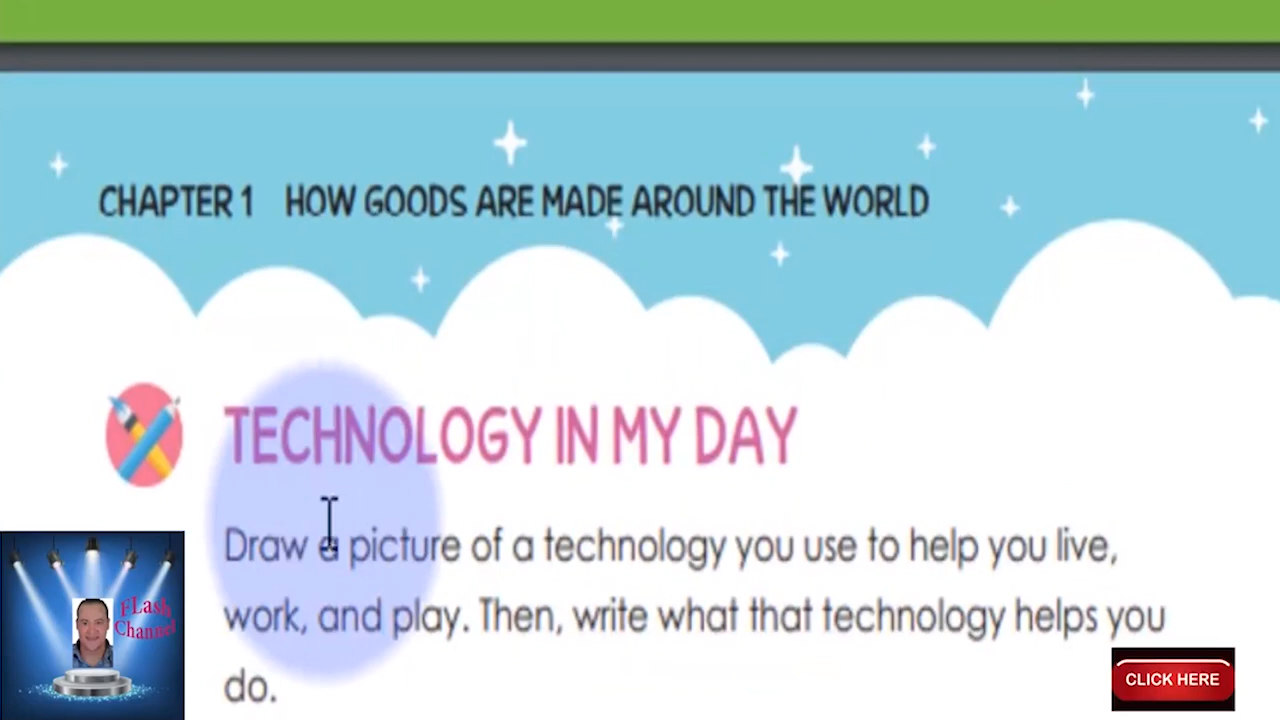 CHAPTER 1 HOW GOODS ARE MADE AROUND THE WORLD
TECHNOLOGY IN MY DAY
Draw a picture of a technology you use to help you live,
work, and play. Then, write what that technology helps you
do.
FLash
Channel
CLICK HERE